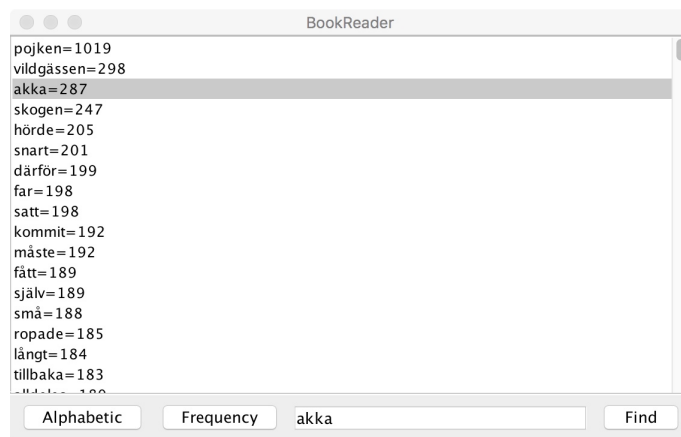 BookReader
pojken=1019
vildgässen=298
akka=287
skogen=247
hörde=205
snart=201
därför=199
far=198
satt=198
kommit=192
måste=192
fått=189
själv=189
små=188
ropade=185
långt=184
tillbaka=183
Alphabetic Frequency akka Find